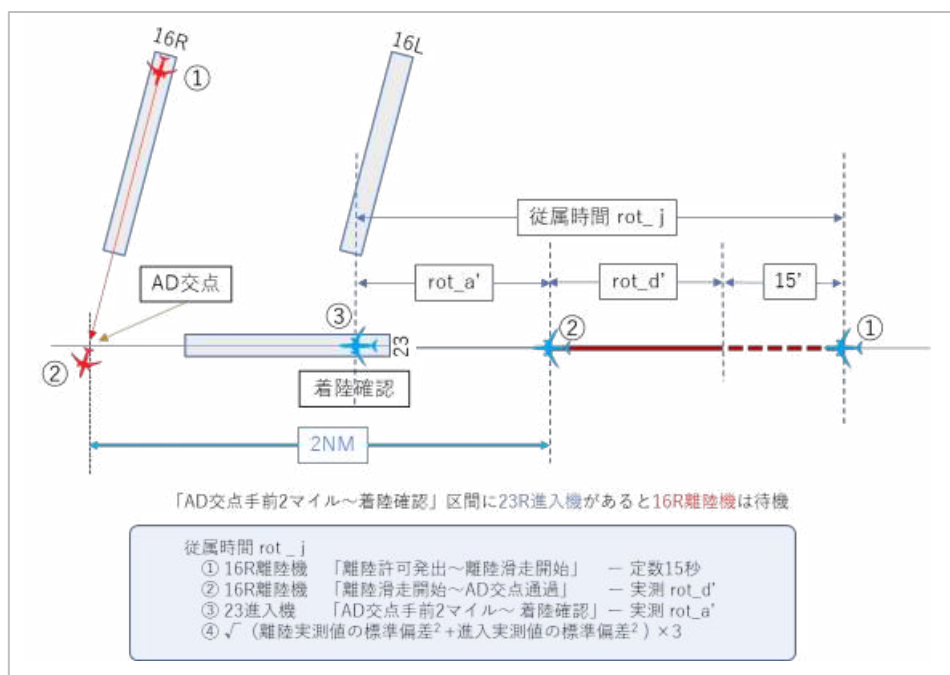 16R
①
16L
従属時間 rot_ j
AD交点
rot_a’
rot_d’
15’
③
②
①
23
②
着陸確認
2NM
「AD交点手前2マイル～着陸確認」区間に23R進入機があると16R離陸機は待機
従属時間 rot _ j
① 16R離陸機 「離陸許可発出～離陸滑走開始」 － 定数15秒
② 16R離陸機 「離陸滑走開始～AD交点通過」 － 実測 rot_d’
③ 23進入機 「AD交点手前2マイル～ 着陸確認」－ 実測 rot_a’
④ √ （離陸実測値の標準偏差² +進入実測値の標準偏差² ）×3